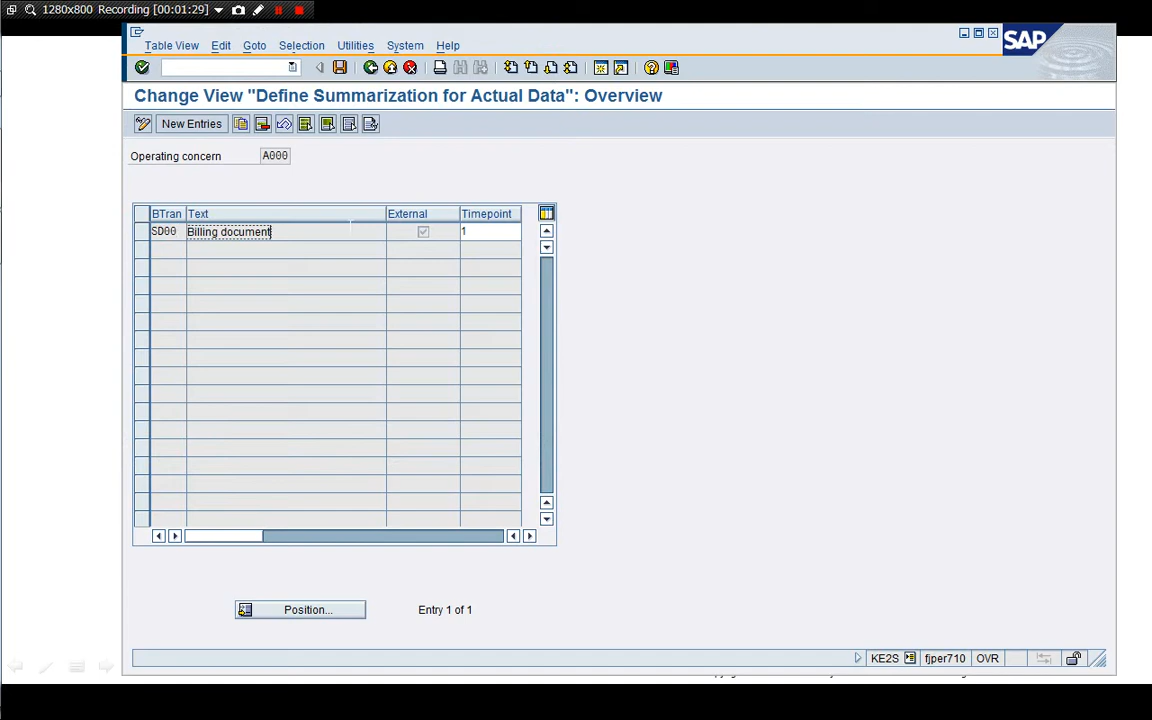 1280x800 Recording [00:01:29]
Table View Edit Goto Selection Utilities System Help
SAP
Change View "Define Summarization for Actual Data": Overview
New Entries
Operating concern A000
BTran Text External Timepoint
SD00 Billing document 1
Position... Entry 1 of 1
KE2S fjper710 OVR